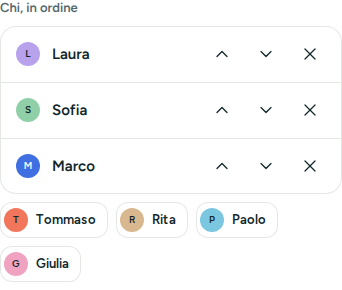 Chi, in ordine
L Laura
S Sofia
M Marco
T Tommaso R Rita P Paolo
G Giulia